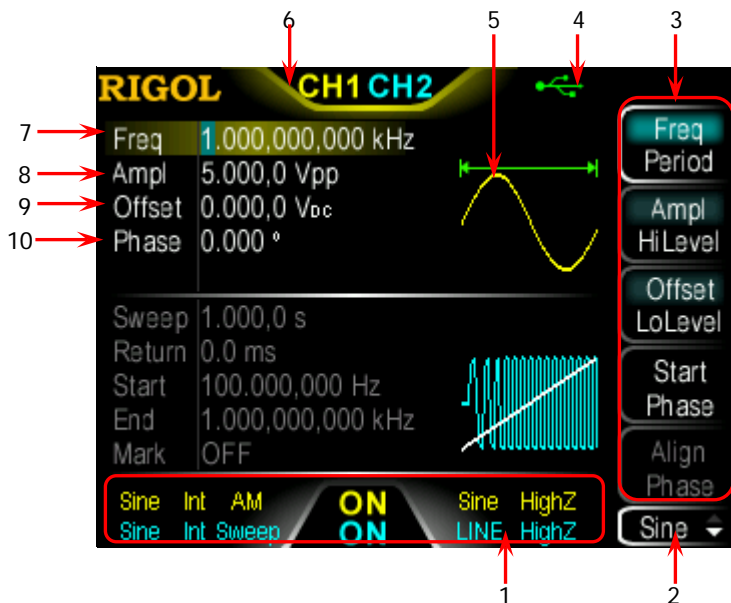 6 5 4 3
RIGOL CH1 CH2
7 Freq 1.000,000,000 kHz
8 Ampl 5.000,0 Vpp
9 Offset 0.000,0 VDC
10 Phase 0.000 °
Sweep 1.000,0 s
Return 0.0 ms
Start 100.000,000 Hz
End 1.000,000,000 kHz
Mark OFF
Sine Int AM ON Sine HighZ
Sine Int Sweep ON LINE HighZ
Freq
Period
Ampl
HiLevel
Offset
LoLevel
Start
Phase
Align
Phase
Sine
1 2